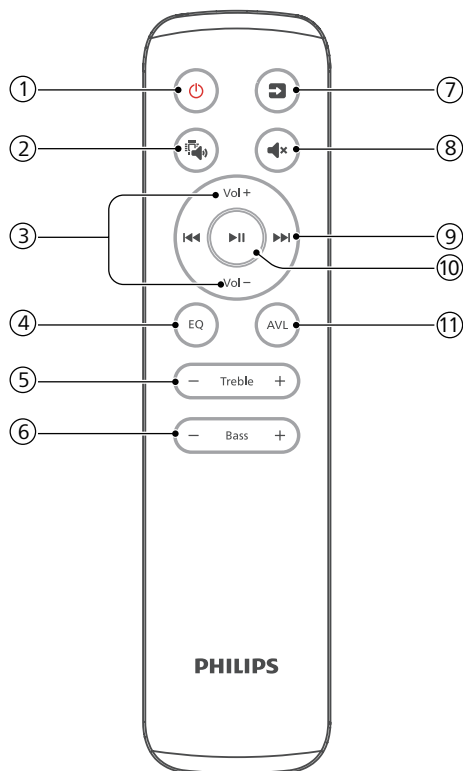 ① ⑦
② ⑧
Vol +
③ ⑨
⑩
Vol −
④ EQ AVL ⑪
⑤ − Treble +
⑥ − Bass +
PHILIPS